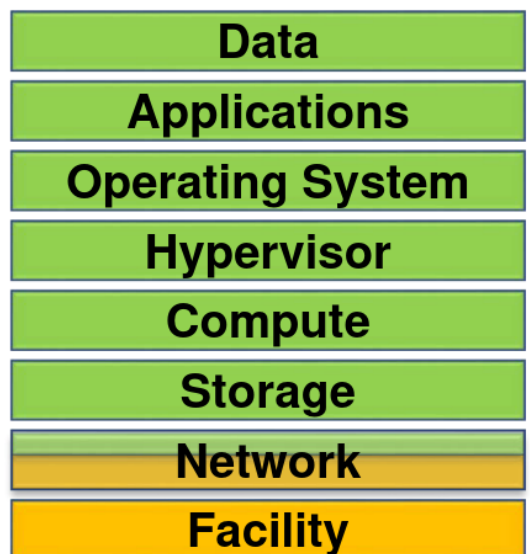 Data
Applications
Operating System
Hypervisor
Compute
Storage
Network
Facility